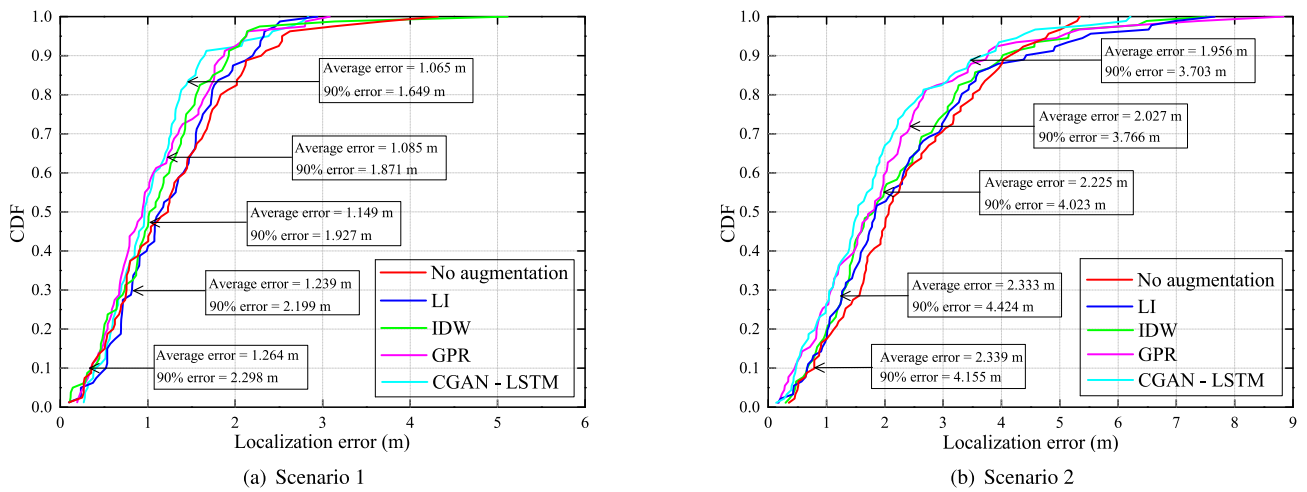 1.0
0.9
0.8
0.7
0.6
0.5
0.4
0.3
0.2
0.1
0.0
CDF
Average error = 1.065 m
90% error = 1.649 m
Average error = 1.085 m
90% error = 1.871 m
Average error = 1.149 m
90% error = 1.927 m
Average error = 1.239 m
90% error = 2.199 m
Average error = 1.264 m
90% error = 2.298 m
No augmentation
LI
IDW
GPR
CGAN - LSTM
0 1 2 3 4 5 6
Localization error (m)
(a) Scenario 1
1.0
0.9
0.8
0.7
0.6
0.5
0.4
0.3
0.2
0.1
0.0
CDF
Average error = 1.956 m
90% error = 3.703 m
Average error = 2.027 m
90% error = 3.766 m
Average error = 2.225 m
90% error = 4.023 m
Average error = 2.333 m
90% error = 4.424 m
Average error = 2.339 m
90% error = 4.155 m
No augmentation
LI
IDW
GPR
CGAN - LSTM
0 1 2 3 4 5 6 7 8 9
Localization error (m)
(b) Scenario 2